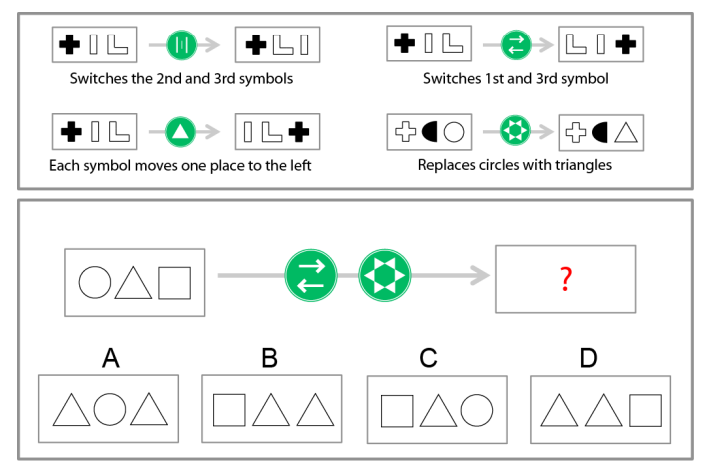 Switches the 2nd and 3rd symbols
Switches 1st and 3rd symbol
Each symbol moves one place to the left
Replaces circles with triangles
?
A B C D